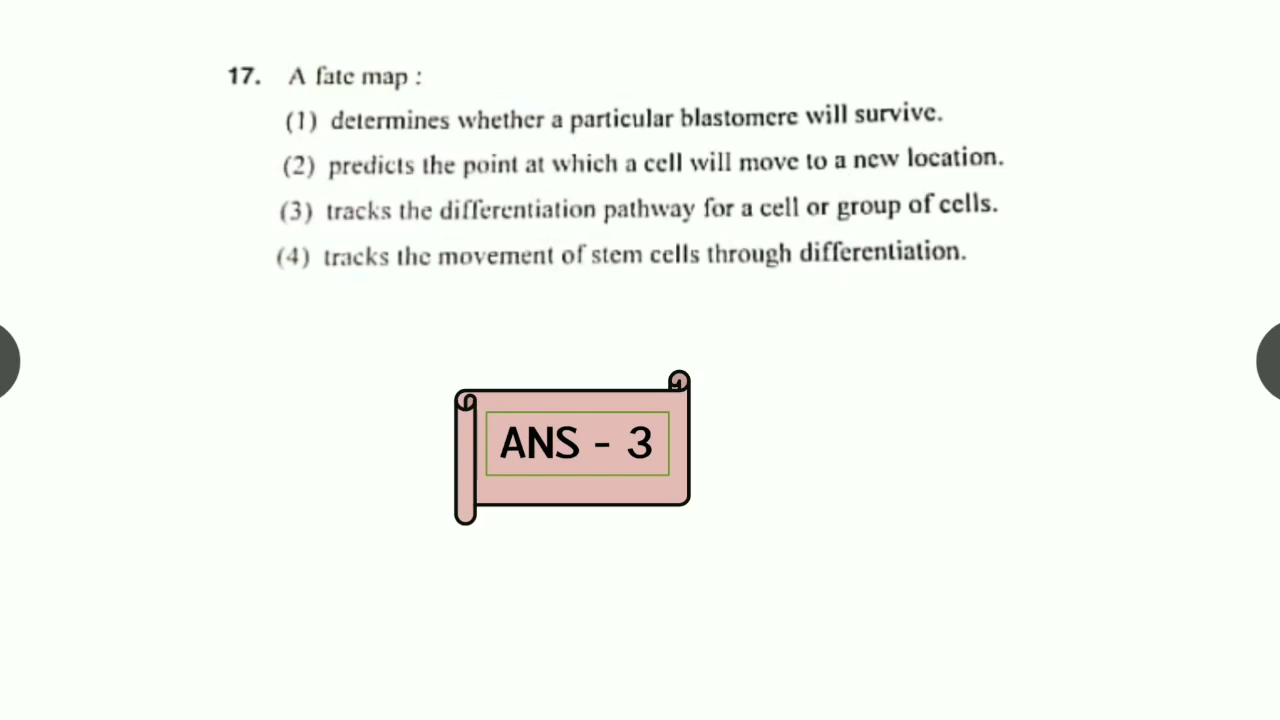 17. A fate map :
(1) determines whether a particular blastomere will survive.
(2) predicts the point at which a cell will move to a new location.
(3) tracks the differentiation pathway for a cell or group of cells.
(4) tracks the movement of stem cells through differentiation.
ANS - 3